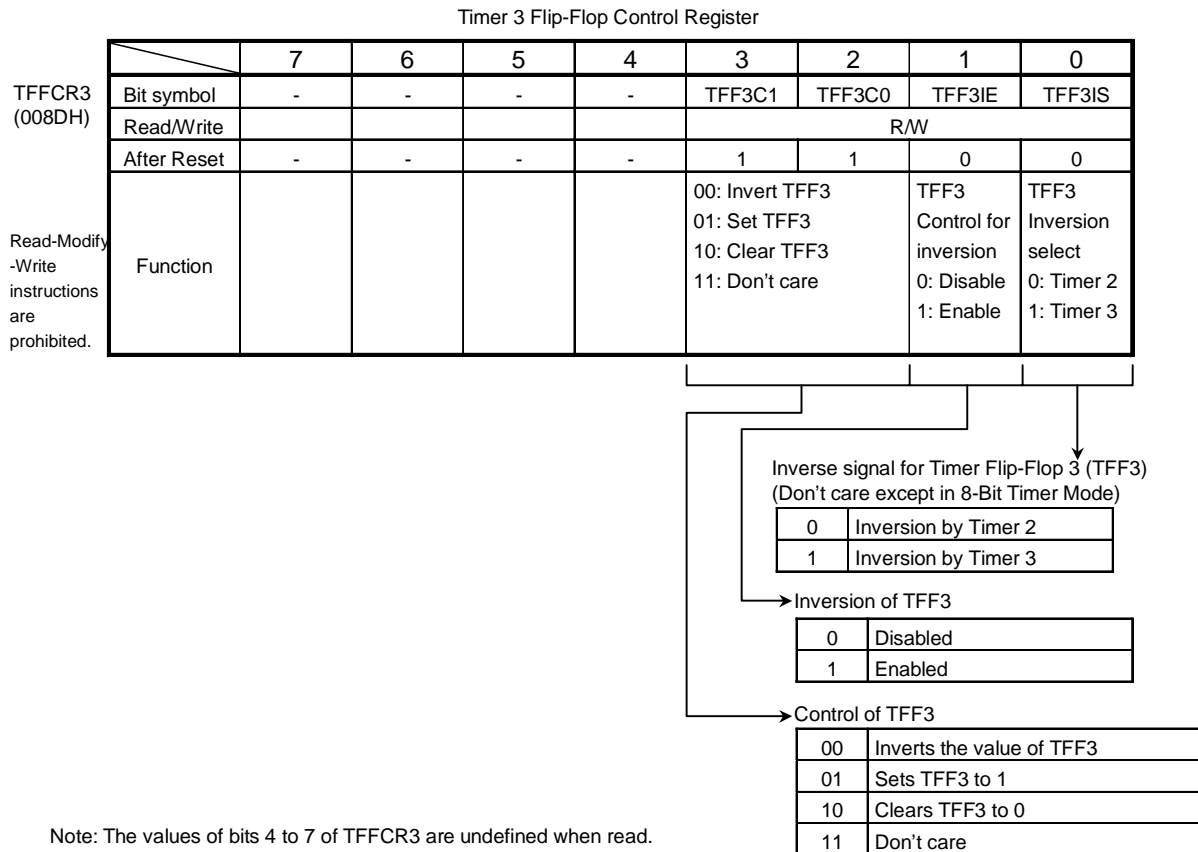 Timer 3 Flip-Flop Control Register
7 6 5 4 3 2 1 0
TFFCR3
(008DH)
Bit symbol - - - - TFF3C1 TFF3C0 TFF3IE TFF3IS
Read/Write R/W
After Reset - - - - 1 1 0 0
Read-Modify
-Write
instructions
are
prohibited.
Function
00: Invert TFF3
01: Set TFF3
10: Clear TFF3
11: Don't care
TFF3
Control for
inversion
0: Disable
1: Enable
TFF3
Inversion
select
0: Timer 2
1: Timer 3
Inverse signal for Timer Flip-Flop 3 (TFF3)
(Don't care except in 8-Bit Timer Mode)
0 Inversion by Timer 2
1 Inversion by Timer 3
Inversion of TFF3
0 Disabled
1 Enabled
Control of TFF3
00 Inverts the value of TFF3
01 Sets TFF3 to 1
10 Clears TFF3 to 0
11 Don't care
Note: The values of bits 4 to 7 of TFFCR3 are undefined when read.